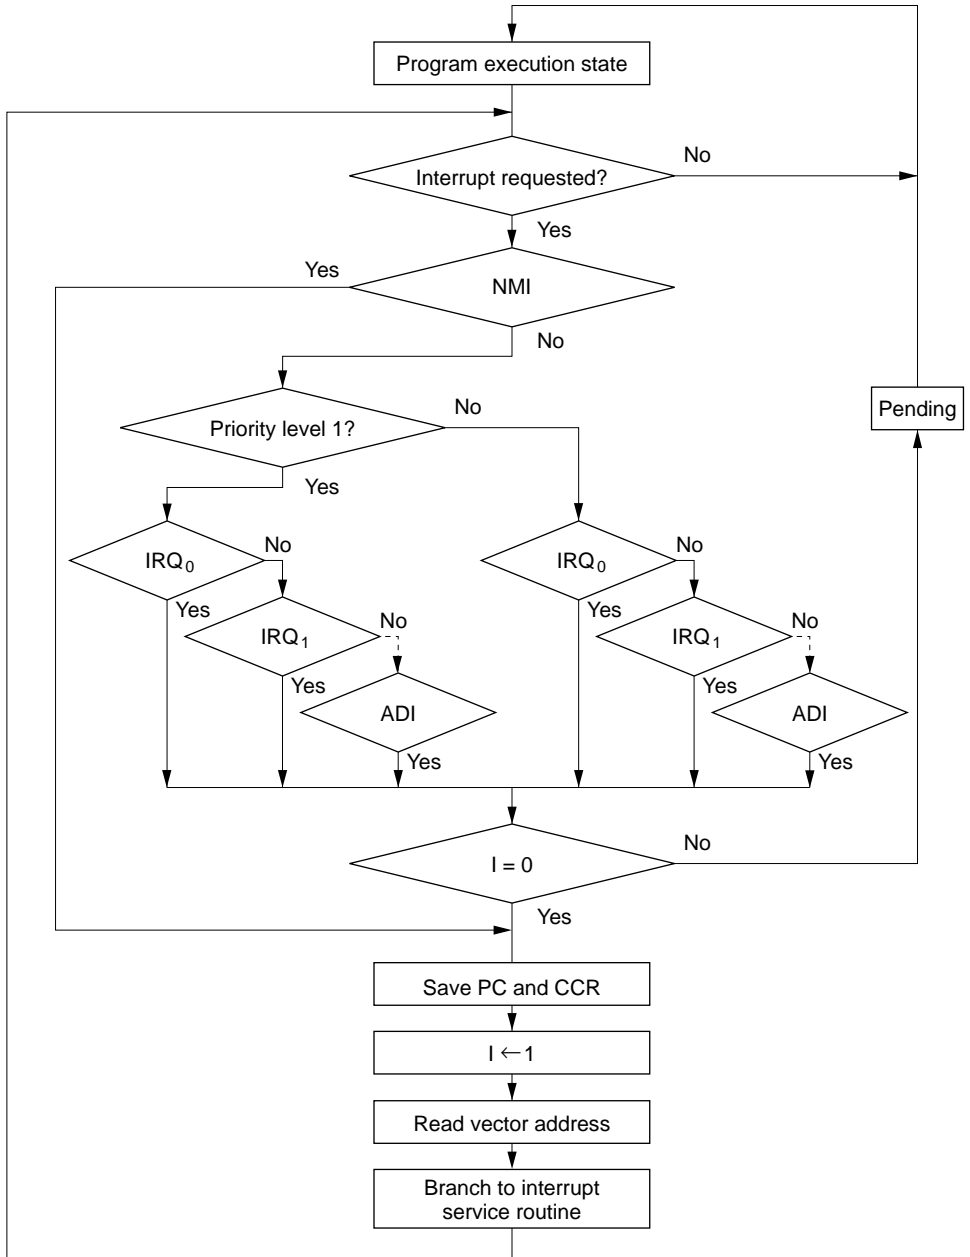 Program execution state
No
Interrupt requested?
Yes
Yes
NMI
No
Pending
No
Priority level 1?
Yes
IRQ0
No
IRQ0
No
Yes
Yes
IRQ1
No
IRQ1
No
Yes
Yes
ADI
ADI
Yes
Yes
No
I = 0
Yes
Save PC and CCR
I ← 1
Read vector address
Branch to interrupt
service routine